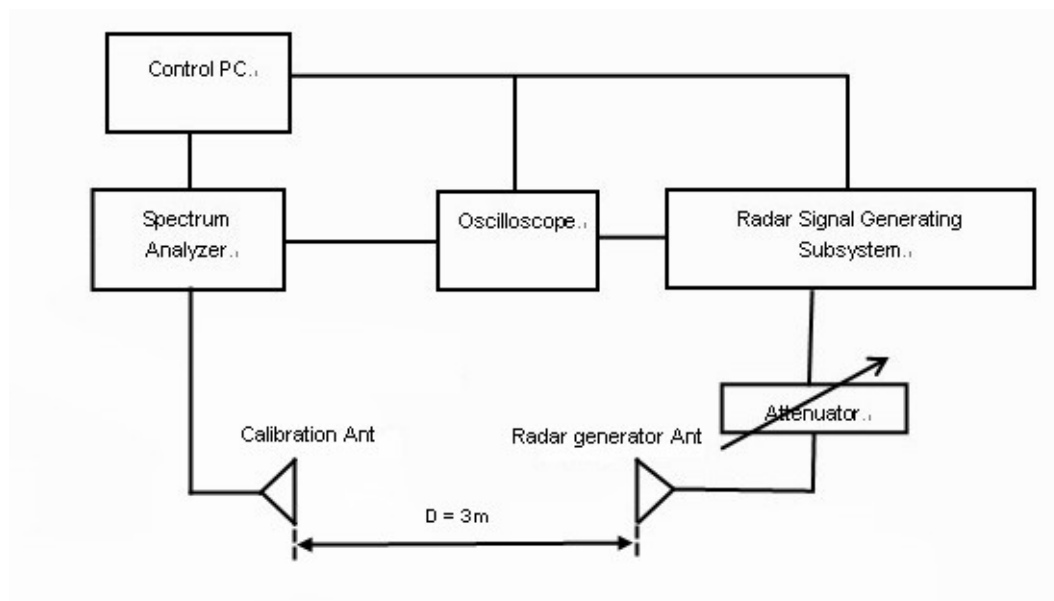 Control PC
Spectrum
Analyzer
Oscilloscope
Radar Signal Generating
Subsystem
Attenuator
Calibration Ant
Radar generator Ant
D = 3m